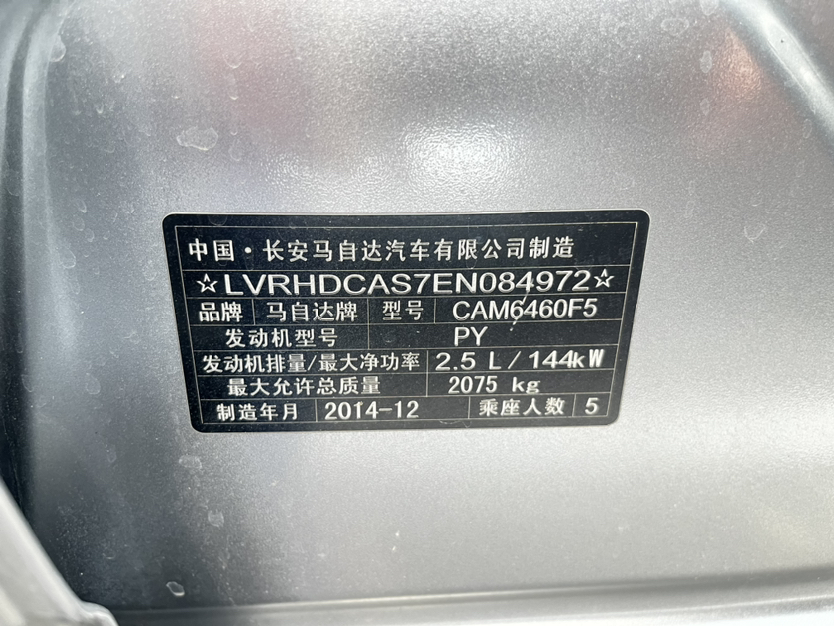 中国·长安马自达汽车有限公司制造
☆LVRHDCAS7EN084972☆
品牌 马自达牌 型号 CAM6460F5
发动机型号 PY
发动机排量/最大净功率 2.5 L/144kW
最大允许总质量 2075 kg
制造年月 2014-12 乘座人数 5